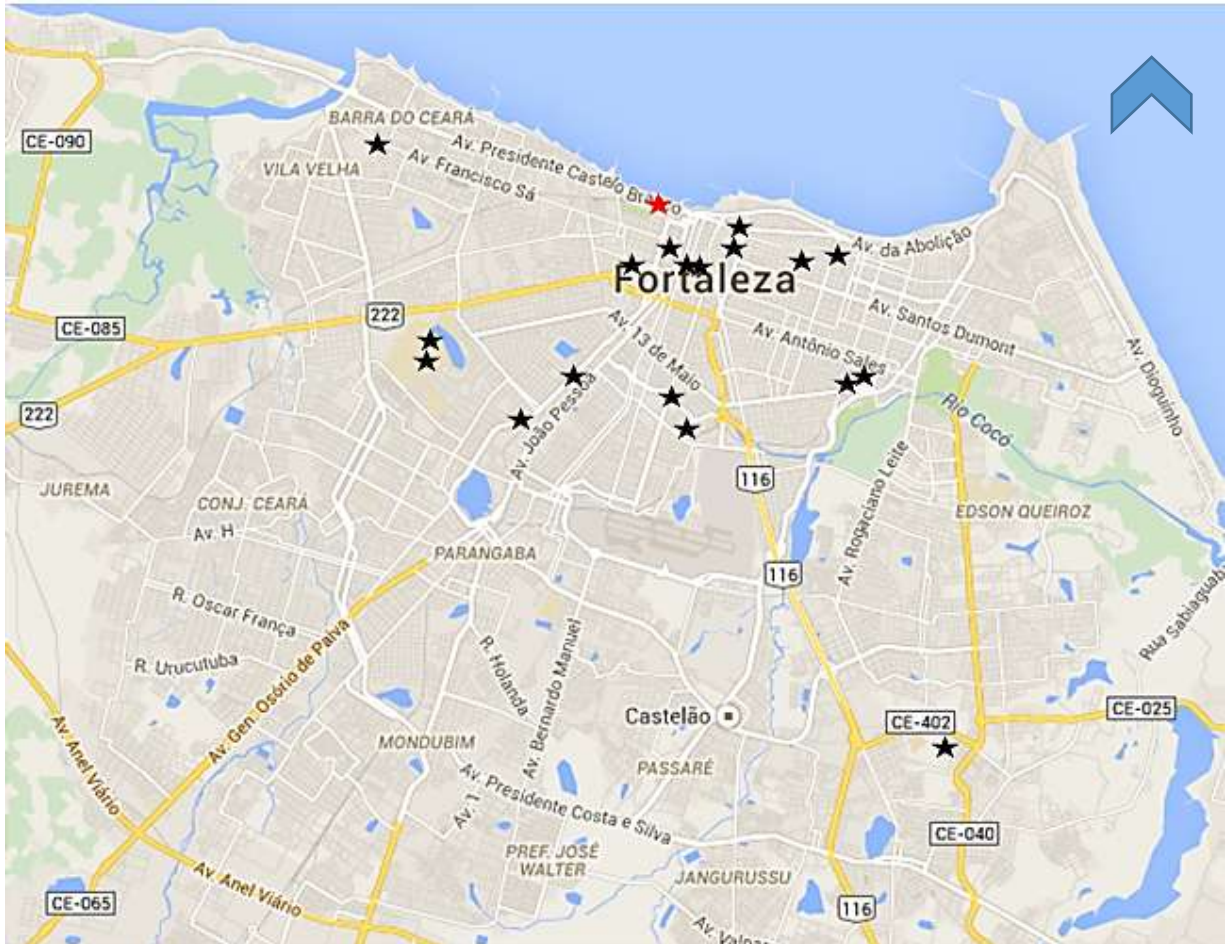 BARRA DO CEARÁ
CE-090
Av. Presidente Castelo Branco
VILA VELHA
Av. Francisco Sá
Av. da Abolição
Fortaleza
222
CE-085
Av. Santos Dumont
Av. 13 de Maio
Av. Antônio Sales
Av. Dioguinho
222
Av. João Pessoa
Rio Cocó
116
JUREMA
CONJ. CEARÁ
Av. Rogaciano Leite
EDSON QUEIROZ
Av. H
PARANGABA
116
R. Oscar França
Rua Sabiaguaba
R. Urucutuba
R. Holanda
Av. Bernardo Manuel
Av. Gen. Osório de Paiva
Castelão
CE-402
CE-025
MONDUBIM
PASSARÉ
Av. Anel Viário
Av. 1
Av. Presidente Costa e Silva
CE-040
PREF. JOSÉ
WALTER
JANGURUSSU
Av. Anel Viário
CE-065
116